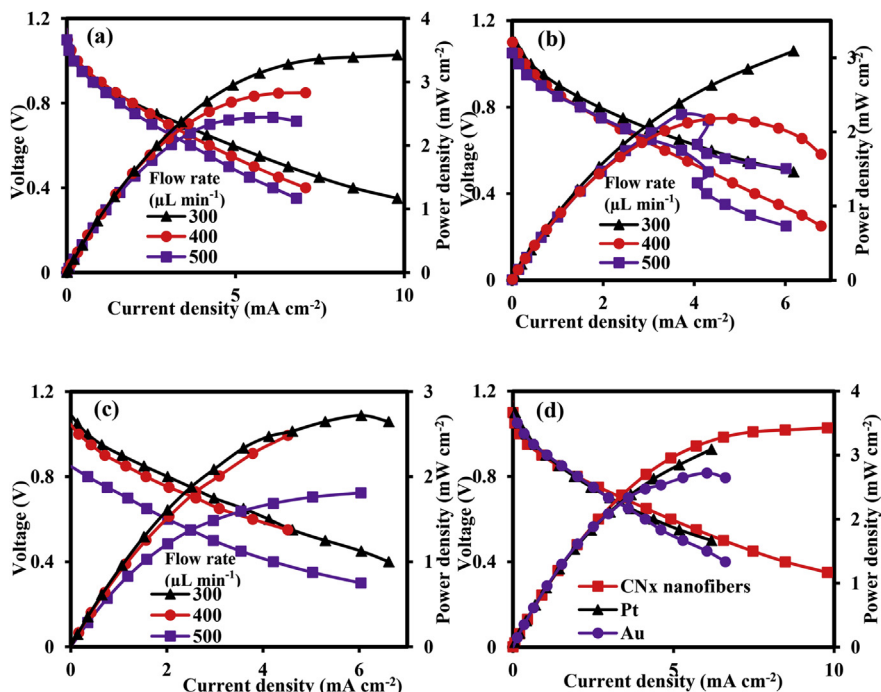 (a)
1.2
0.8
0.4
0
Voltage (V)
4
3
2
1
0
Power density (mW cm-2)
Flow rate
(µL min-1)
300
400
500
0
5
10
Current density (mA cm-2)
(b)
1.2
0.8
0.4
0
Voltage (V)
3
2
1
0
Power density (mW cm-2)
Flow rate
(µL min-1)
300
400
500
0
2
4
6
Current density (mA cm-2)
(c)
1.2
0.8
0.4
0
Voltage (V)
3
2
1
0
Power density (mW cm-2)
Flow rate
(µL min-1)
300
400
500
0
2
4
6
Current density (mA cm-2)
(d)
1.2
0.8
0.4
0
Voltage (V)
4
3
2
1
0
Power density (mW cm-2)
CNx nanofibers
Pt
Au
0
5
10
Current density (mA cm-2)